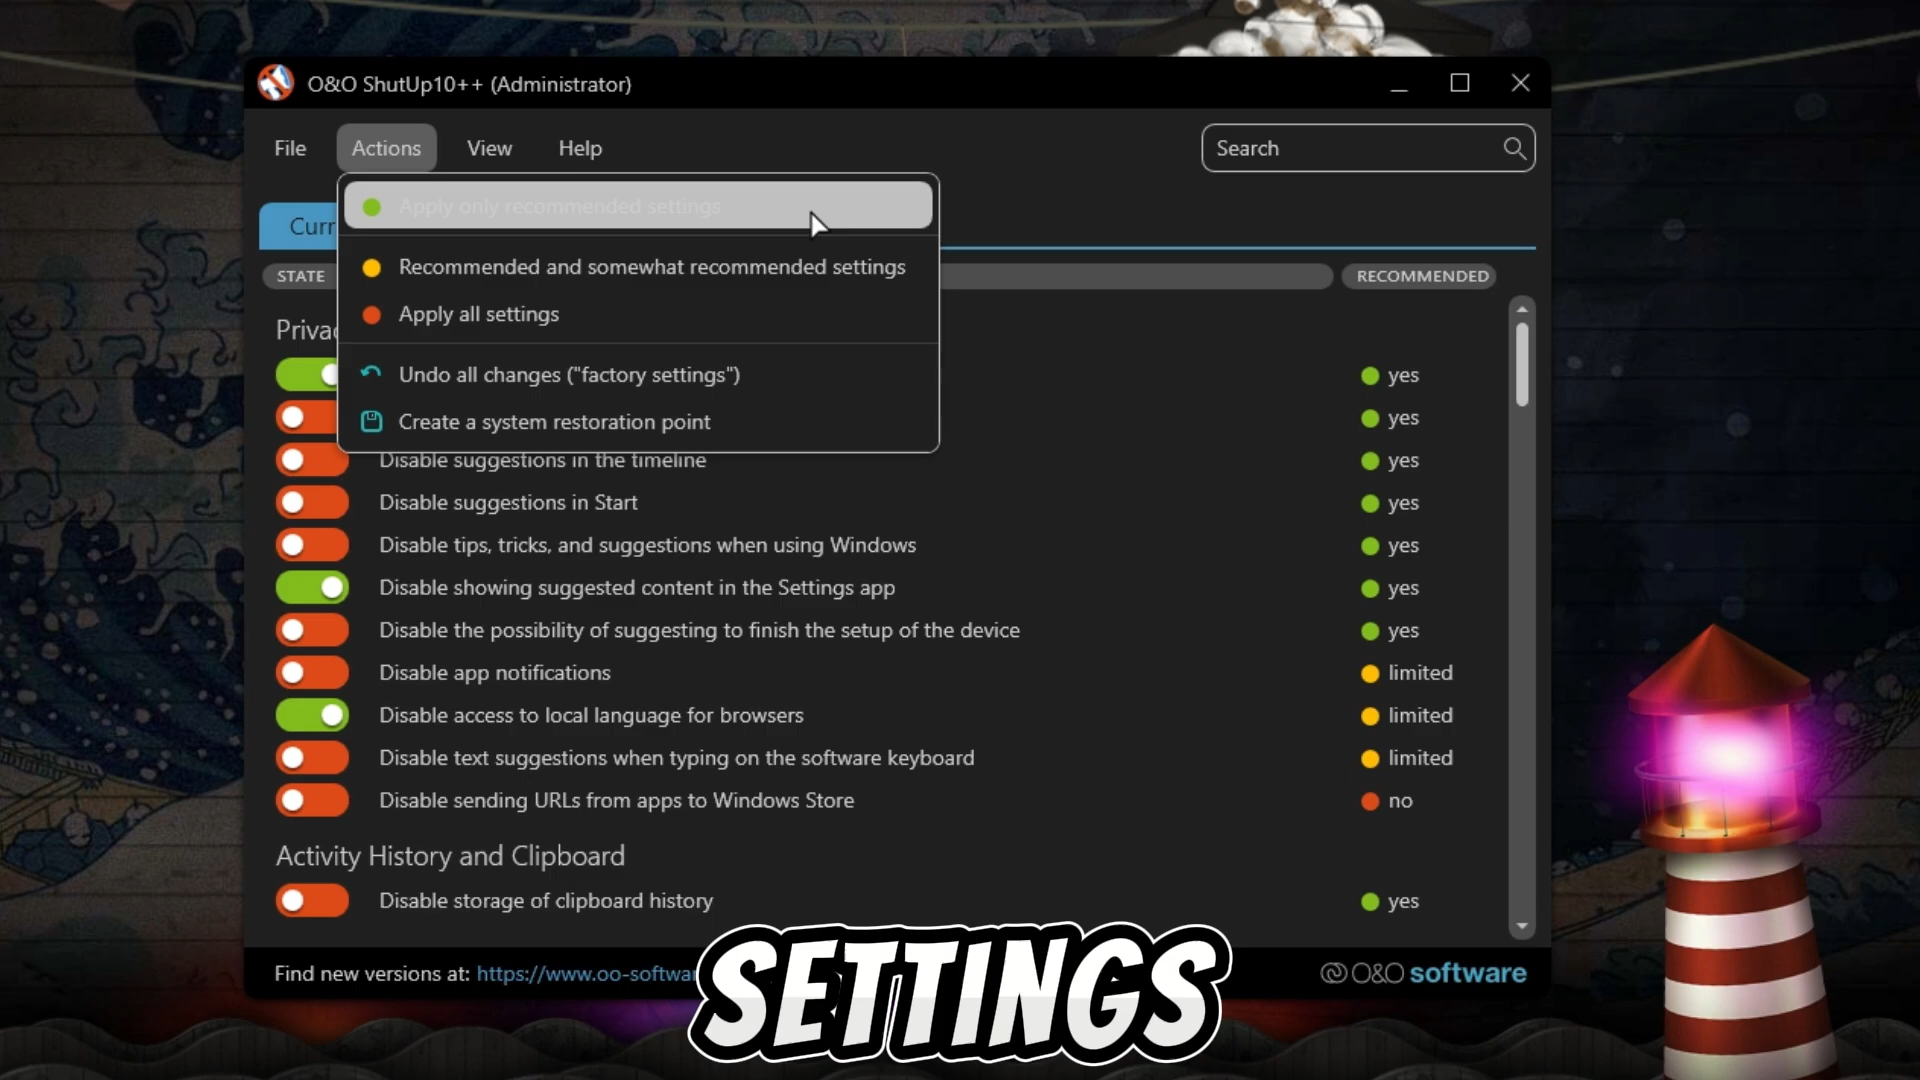 O&O ShutUp10++ (Administrator)
File Actions View Help Search
Apply only recommended settings
Curr
STATE RECOMMENDED
Recommended and somewhat recommended settings
Apply all settings
Priva
Undo all changes ("factory settings") yes
Create a system restoration point yes
Disable suggestions in the timeline yes
Disable suggestions in Start yes
Disable tips, tricks, and suggestions when using Windows yes
Disable showing suggested content in the Settings app yes
Disable the possibility of suggesting to finish the setup of the device yes
Disable app notifications limited
Disable access to local language for browsers limited
Disable text suggestions when typing on the software keyboard limited
Disable sending URLs from apps to Windows Store no
Activity History and Clipboard
Disable storage of clipboard history yes
Find new versions at: https://www.oo-softwar O&O software
SETTINGS